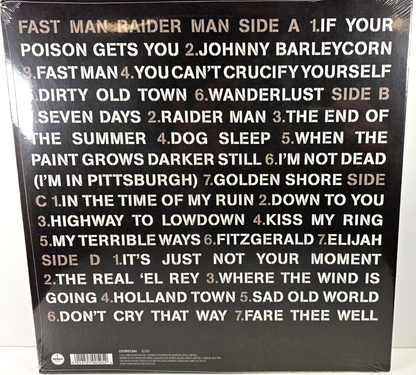 FAST MAN RAIDER MAN SIDE A 1.IF YOUR
POISON GETS YOU 2.JOHNNY BARLEYCORN
3.FAST MAN 4.YOU CAN'T CRUCIFY YOURSELF
5.DIRTY OLD TOWN 6.WANDERLUST SIDE B
1.SEVEN DAYS 2.RAIDER MAN 3.THE END OF
THE SUMMER 4.DOG SLEEP 5.WHEN THE
PAINT GROWS DARKER STILL 6.I'M NOT DEAD
(I'M IN PITTSBURGH) 7.GOLDEN SHORE SIDE
C 1.IN THE TIME OF MY RUIN 2.DOWN TO YOU
3.HIGHWAY TO LOWDOWN 4.KISS MY RING
5.MY TERRIBLE WAYS 6.FITZGERALD 7.ELIJAH
SIDE D 1.IT'S JUST NOT YOUR MOMENT
2.THE REAL 'EL REY 3.WHERE THE WIND IS
GOING 4.HOLLAND TOWN 5.SAD OLD WORLD
6.DON'T CRY THAT WAY 7.FARE THEE WELL